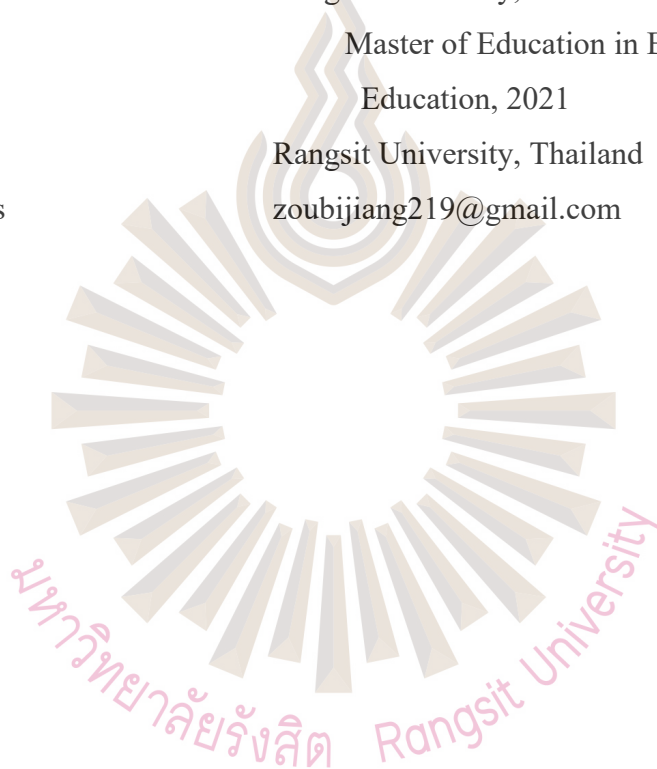 Master of Education in
Education, 2021
Rangsit University, Thailand
zoubijiang219@gmail.com
มหาวิทยาลัยรังสิต Rangsit University